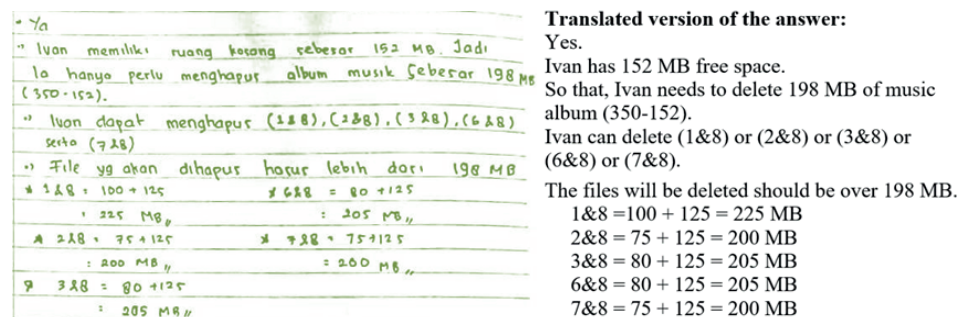 - Ya
" Ivan memiliki ruang kosong sebesar 152 MB. Jadi
Ia hanya perlu menghapus album musik sebesar 198 MB
(350-152).
" Ivan dapat menghapus (1&8), (2&8), (3&8), (6&8)
serta (7&8)
") File yg akan dihapus harus lebih dari 198 MB
* 1&8 = 100 + 125
: 225 MB,,
* 2&8 = 75 + 125
: 200 MB,,
3&8 = 80 + 125
: 205 MB,,
* 6&8 = 80 + 125
: 205 MB,,
* 7&8 = 75 + 125
= 200 MB,,
Translated version of the answer:
Yes.
Ivan has 152 MB free space.
So that, Ivan needs to delete 198 MB of music
album (350-152).
Ivan can delete (1&8) or (2&8) or (3&8) or
(6&8) or (7&8).
The files will be deleted should be over 198 MB.
1&8 =100 + 125 = 225 MB
2&8 = 75 + 125 = 200 MB
3&8 = 80 + 125 = 205 MB
6&8 = 80 + 125 = 205 MB
7&8 = 75 + 125 = 200 MB